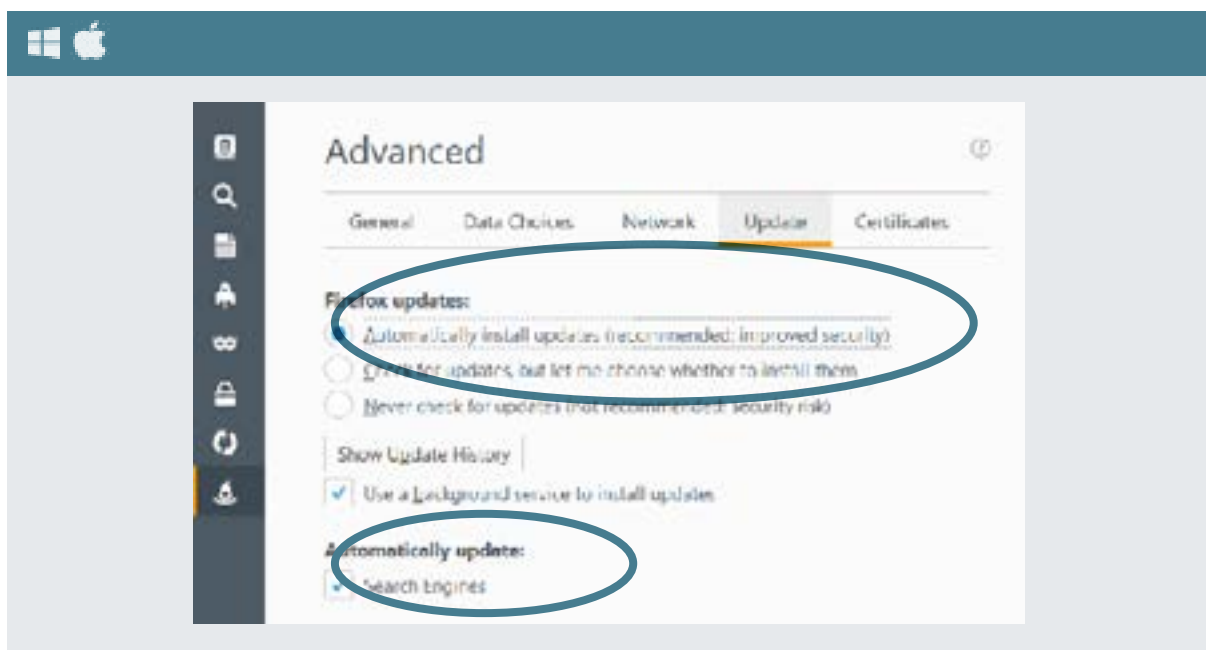 Advanced
General Data Choices Network Update Certificates
Firefox updates:
Automatically install updates (recommended: improved security)
Check for updates, but let me choose whether to install them
Never check for updates (not recommended: security risk)
Show Update History
Use a background service to install updates
Automatically update:
Search Engines